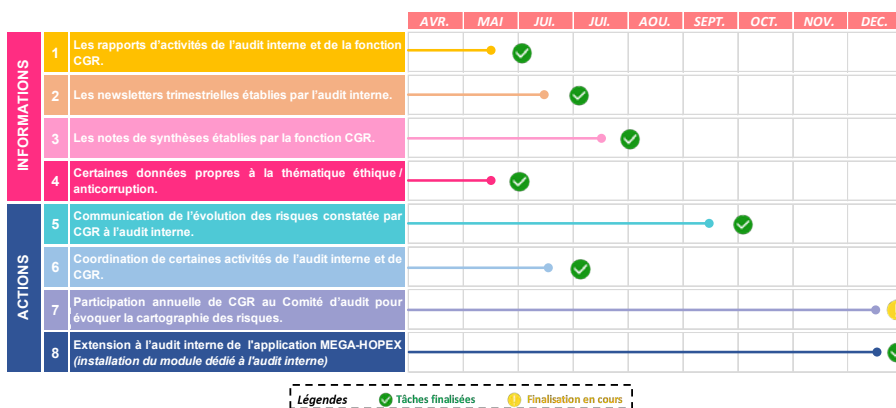 AVR. MAI JUI. JUI. AOU. SEPT. OCT. NOV. DEC.
INFORMATIONS
1 Les rapports d'activités de l'audit interne et de la fonction
CGR.
2 Les newsletters trimestrielles établies par l'audit interne.
3 Les notes de synthèses établies par la fonction CGR.
4 Certaines données propres à la thématique éthique /
anticorruption.
ACTIONS
5 Communication de l'évolution des risques constatée par
CGR à l'audit interne.
6 Coordination de certaines activités de l'audit interne et de
CGR.
7 Participation annuelle de CGR au Comité d'audit pour
évoquer la cartographie des risques.
8 Extension à l'audit interne de l'application MEGA-HOPEX
(installation du module dédié à l'audit interne)
Légendes Tâches finalisées Finalisation en cours